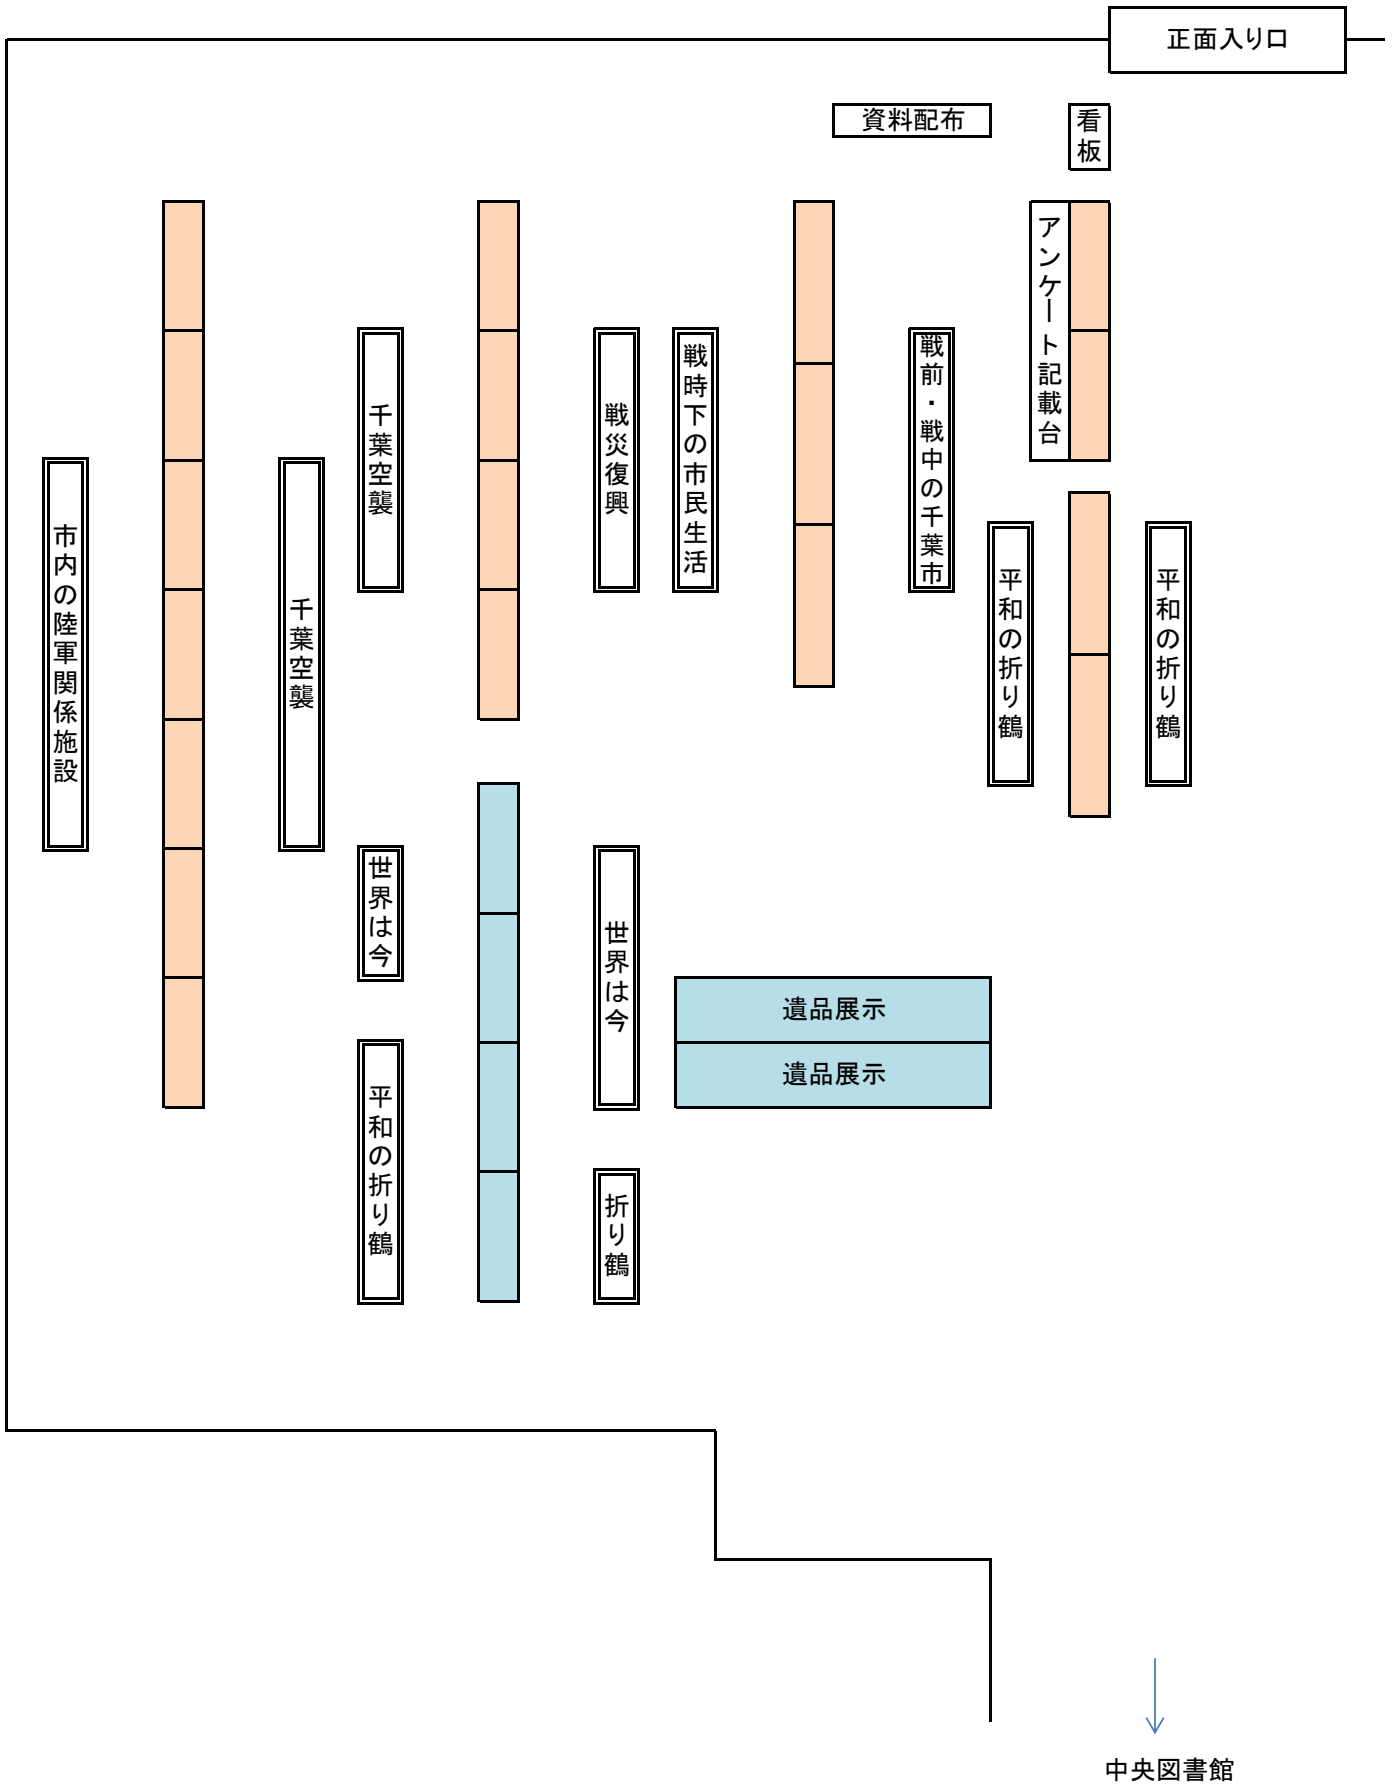 正面入り口
資料配布
看板
アンケート記載台
千葉空襲
戦災復興
戦時下の市民生活
戦前・戦中の千葉市
市内の陸軍関係施設
千葉空襲
平和の折り鶴
平和の折り鶴
世界は今
世界は今
遺品展示
遺品展示
平和の折り鶴
折り鶴
中央図書館